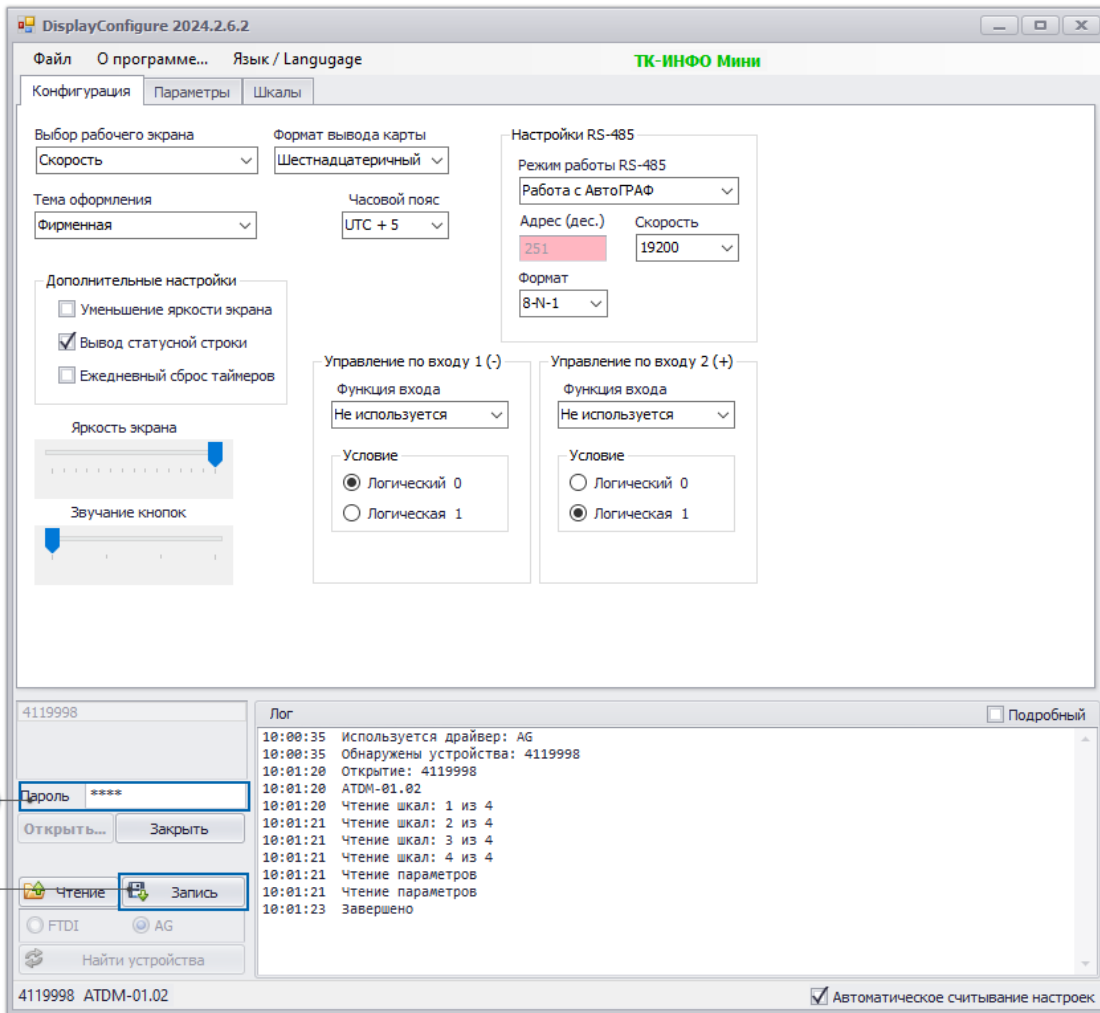 DisplayConfigure 2024.2.6.2
Файл О программе... Язык / Langugage ТК-ИНФО Мини
Конфигурация Параметры Шкалы
Выбор рабочего экрана
Скорость
Формат вывода карты
Шестнадцатеричный
Тема оформления
Фирменная
Часовой пояс
UTC + 5
Настройки RS-485
Режим работы RS-485
Работа с АвтоГРАФ
Адрес (дес.) Скорость
251 19200
Формат
8-N-1
Дополнительные настройки
Уменьшение яркости экрана
Вывод статусной строки
Ежедневный сброс таймеров
Яркость экрана
Звучание кнопок
Управление по входу 1 (-)
Функция входа
Не используется
Условие
Логический 0
Логическая 1
Управление по входу 2 (+)
Функция входа
Не используется
Условие
Логический 0
Логическая 1
4119998
Пароль ****
Открыть... Закрыть
Чтение Запись
FTDI AG
Найти устройства
Лог Подробный
10:00:35 Используется драйвер: AG
10:00:35 Обнаружены устройства: 4119998
10:01:20 Открытие: 4119998
10:01:20 ATDM-01.02
10:01:20 Чтение шкал: 1 из 4
10:01:21 Чтение шкал: 2 из 4
10:01:21 Чтение шкал: 3 из 4
10:01:21 Чтение шкал: 4 из 4
10:01:21 Чтение параметров
10:01:21 Чтение параметров
10:01:23 Завершено
4119998 ATDM-01.02 Автоматическое считывание настроек